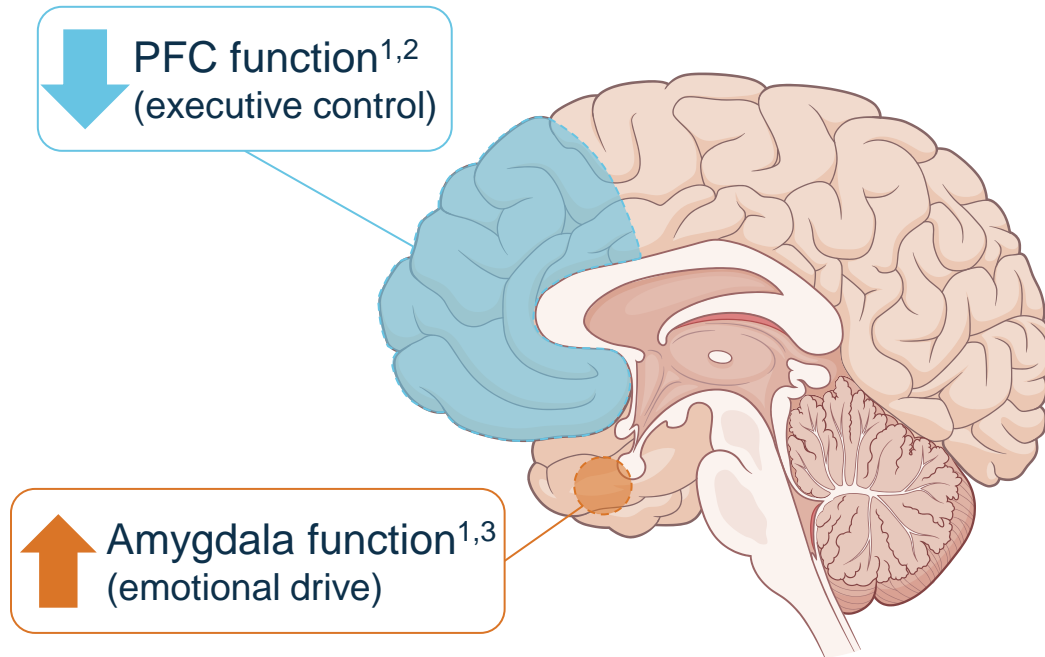 PFC function1,2
(executive control)
Amygdala function1,3
(emotional drive)